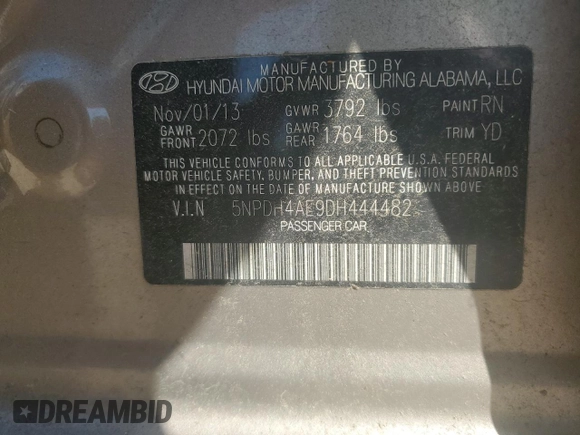 MANUFACTURED BY
HYUNDAI MOTOR MANUFACTURING ALABAMA, LLC
Nov/01/13 GVWR 3792 lbs PAINT RN
GAWR FRONT 2072 lbs GAWR REAR 1764 lbs TRIM YD
THIS VEHICLE CONFORMS TO ALL APPLICABLE U.S.A. FEDERAL
MOTOR VEHICLE SAFETY, BUMPER, AND THEFT PREVENTION STANDARDS
IN EFFECT ON THE DATE OF MANUFACTURE SHOWN ABOVE.
V.I.N 5NPDH4AE9DH444482
PASSENGER CAR
DREAMBID